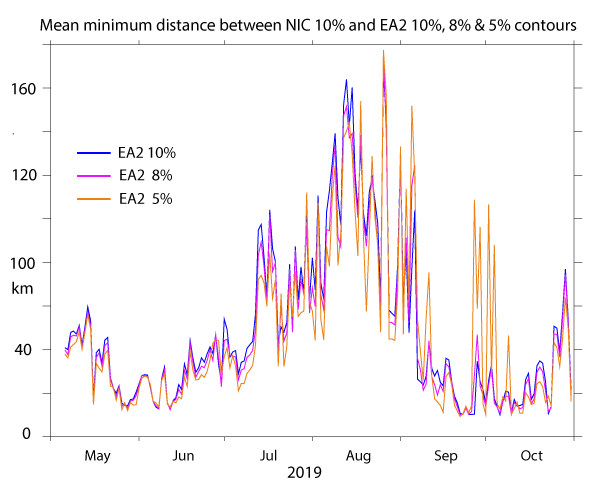 Mean minimum distance between NIC 10% and EA2 10%, 8% & 5% contours
160
EA2 10%
EA2 8%
EA2 5%
120
100
km
40
0
May Jun Jul Aug Sep Oct
2019